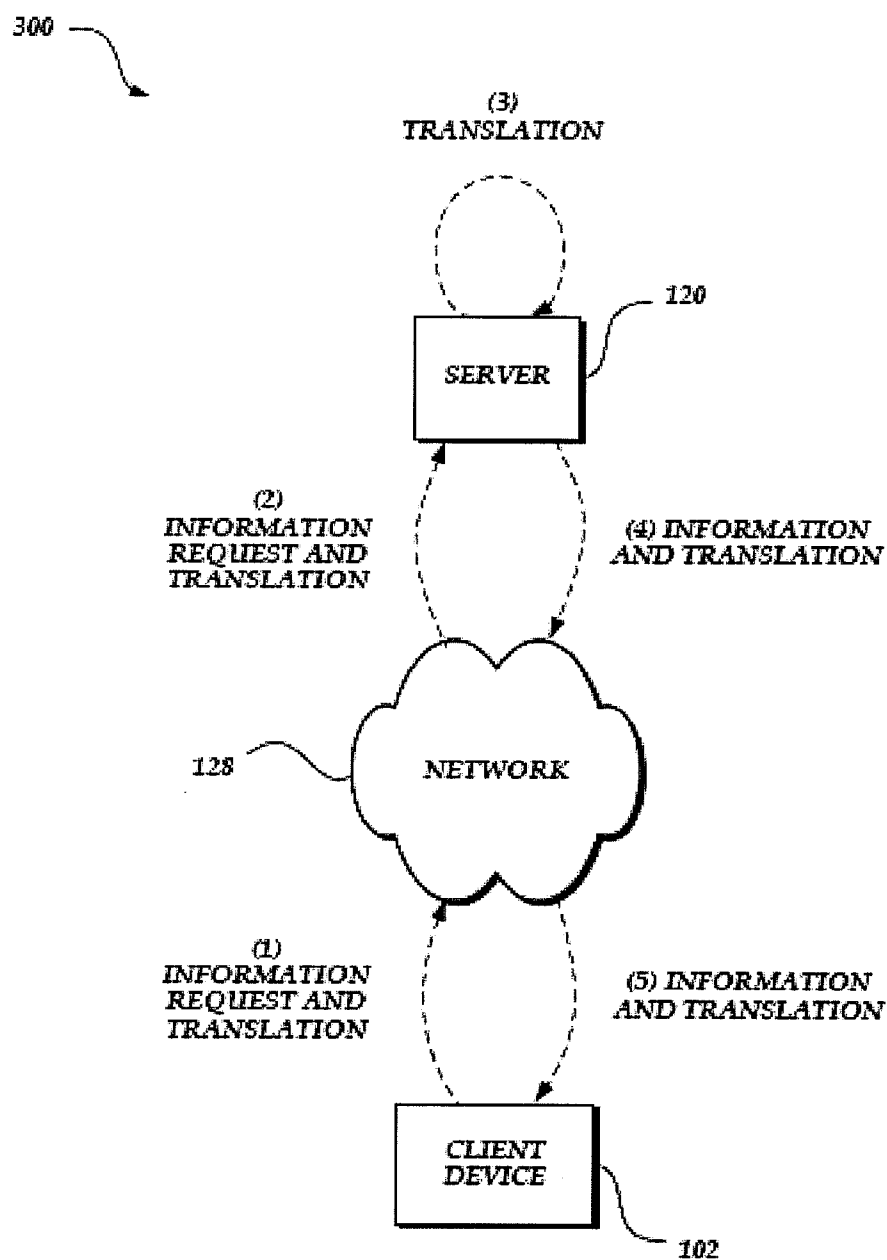 300
(3)
TRANSLATION
120
SERVER
(2)
INFORMATION
REQUEST AND
TRANSLATION
(4) INFORMATION
AND TRANSLATION
128
NETWORK
(1)
INFORMATION
REQUEST AND
TRANSLATION
(5) INFORMATION
AND TRANSLATION
CLIENT
DEVICE
102